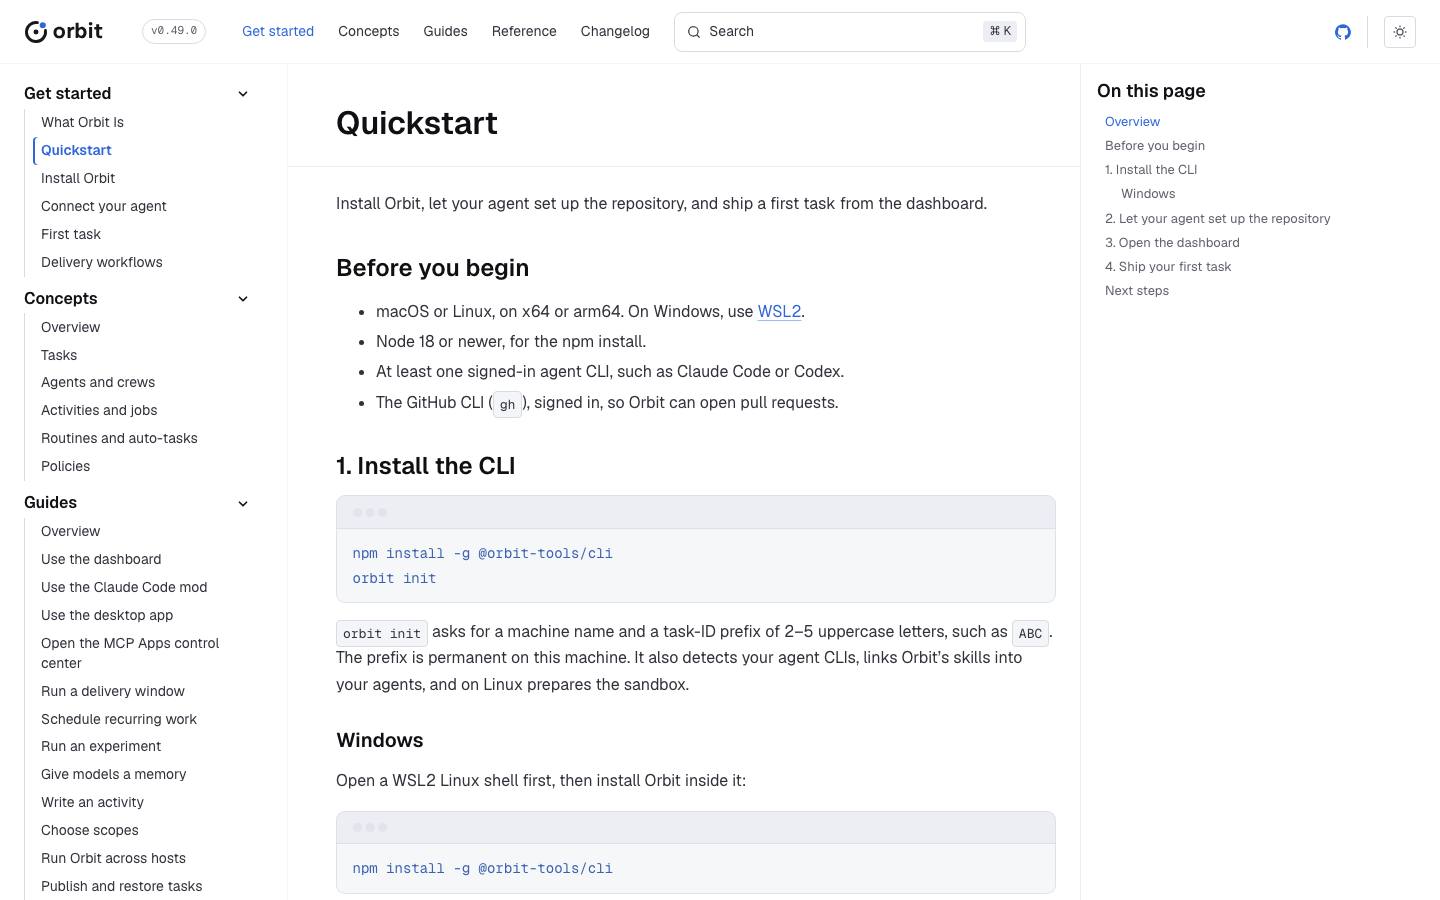 orbit
v0.49.0
Get started
Concepts
Guides
Reference
Changelog
Search
⌘ K
Get started
What Orbit Is
Quickstart
Install Orbit
Connect your agent
First task
Delivery workflows
Concepts
Overview
Tasks
Agents and crews
Activities and jobs
Routines and auto-tasks
Policies
Guides
Overview
Use the dashboard
Use the Claude Code mod
Use the desktop app
Open the MCP Apps control
center
Run a delivery window
Schedule recurring work
Run an experiment
Give models a memory
Write an activity
Choose scopes
Run Orbit across hosts
Publish and restore tasks
Quickstart
Install Orbit, let your agent set up the repository, and ship a first task from the dashboard.
Before you begin
• macOS or Linux, on x64 or arm64. On Windows, use WSL2.
• Node 18 or newer, for the npm install.
• At least one signed-in agent CLI, such as Claude Code or Codex.
• The GitHub CLI (gh), signed in, so Orbit can open pull requests.
1. Install the CLI
npm install -g @orbit-tools/cli
orbit init
orbit init asks for a machine name and a task-ID prefix of 2–5 uppercase letters, such as ABC.
The prefix is permanent on this machine. It also detects your agent CLIs, links Orbit’s skills into
your agents, and on Linux prepares the sandbox.
Windows
Open a WSL2 Linux shell first, then install Orbit inside it:
npm install -g @orbit-tools/cli
On this page
Overview
Before you begin
1. Install the CLI
Windows
2. Let your agent set up the repository
3. Open the dashboard
4. Ship your first task
Next steps